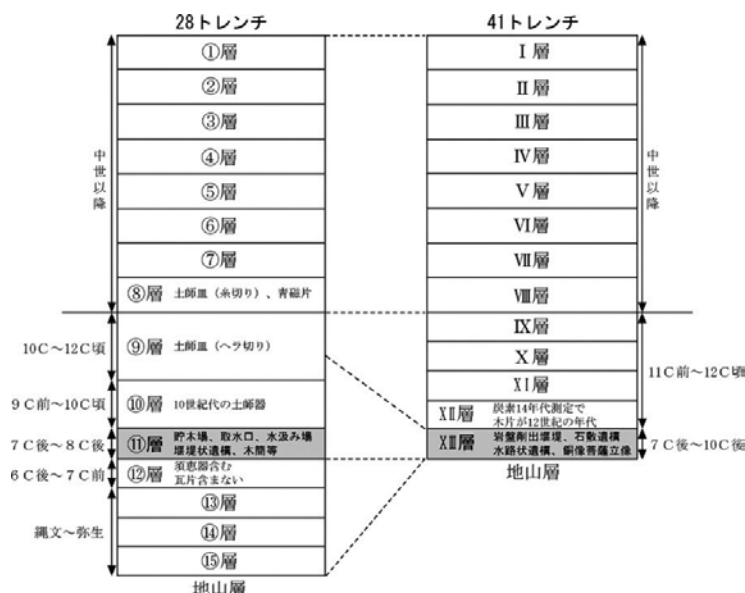 28トレンチ
①層
②層
③層
④層
⑤層
⑥層
⑦層
⑧層 土師皿（糸切り）、青磁片
⑨層 土師皿（ヘラ切り）
⑩層 10世紀代の土師器
⑪層 貯木場、取水口、水汲み場
堰堤状遺構、木簡等
⑫層 須恵器含む
瓦片含まない
⑬層
⑭層
⑮層
地山層
中世以降
10C～12C頃
9C前～10C頃
7C後～8C後
6C後～7C前
縄文～弥生
41トレンチ
Ⅰ層
Ⅱ層
Ⅲ層
Ⅳ層
Ⅴ層
Ⅵ層
Ⅶ層
Ⅷ層
Ⅸ層
Ⅹ層
ⅩⅠ層
ⅩⅡ層 炭素14年代測定で
木片が12世紀の年代
ⅩⅢ層 岩盤削出堰堤、石敷遺構
水路状遺構、銅像菩薩立像
地山層
中世以降
11C前～12C頃
7C後～10C後